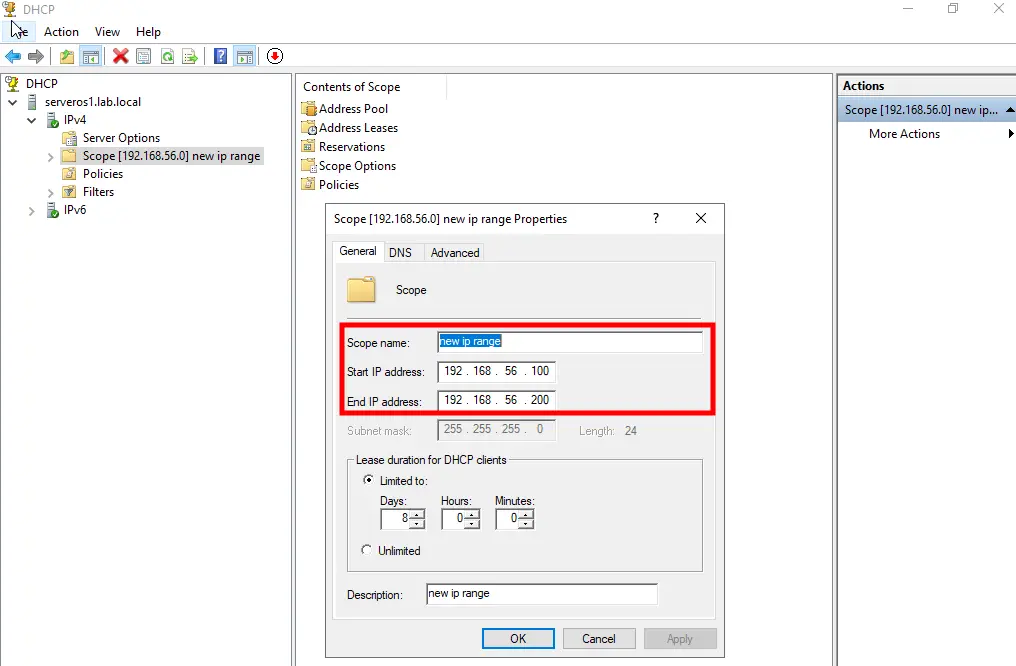 DHCP
Action View Help
DHCP
serveros1.lab.local
IPv4
Server Options
Scope [192.168.56.0] new ip range
Policies
Filters
IPv6
Contents of Scope
Address Pool
Address Leases
Reservations
Scope Options
Policies
Actions
Scope [192.168.56.0] new ip...
More Actions
Scope [192.168.56.0] new ip range Properties ?
General DNS Advanced
Scope
Scope name: new ip range
Start IP address: 192 . 168 . 56 . 100
End IP address: 192 . 168 . 56 . 200
Subnet mask: 255 . 255 . 255 . 0 Length: 24
Lease duration for DHCP clients
Limited to:
Days: Hours: Minutes:
8 0 0
Unlimited
Description: new ip range
OK Cancel Apply